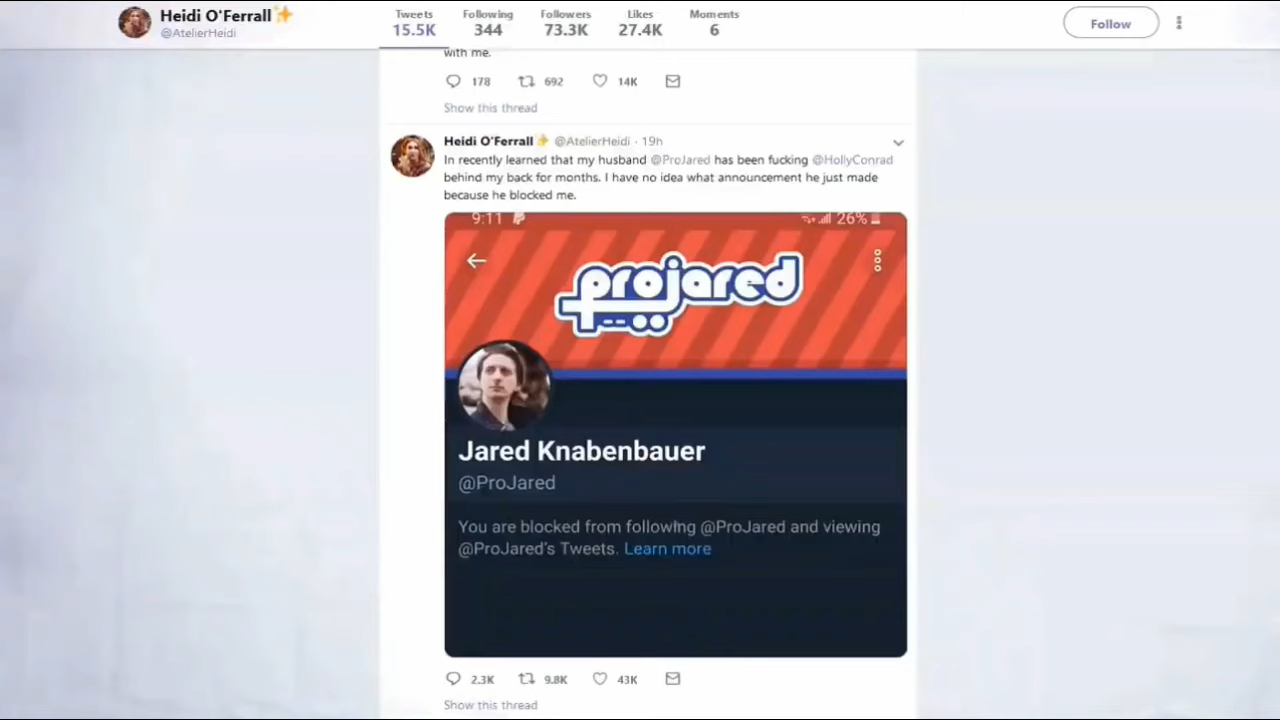 Heidi O'Ferrall✨
@AtelierHeidi
Tweets Following Followers Likes Moments
15.5K 344 73.3K 27.4K 6
Follow
with me.
178 692 14K
Show this thread
Heidi O'Ferrall✨ @AtelierHeidi · 19h
In recently learned that my husband @ProJared has been fucking @HollyConrad
behind my back for months. I have no idea what announcement he just made
because he blocked me.
9:11 26%
projared
Jared Knabenbauer
@ProJared
You are blocked from following @ProJared and viewing
@ProJared's Tweets. Learn more
2.3K 9.8K 43K
Show this thread